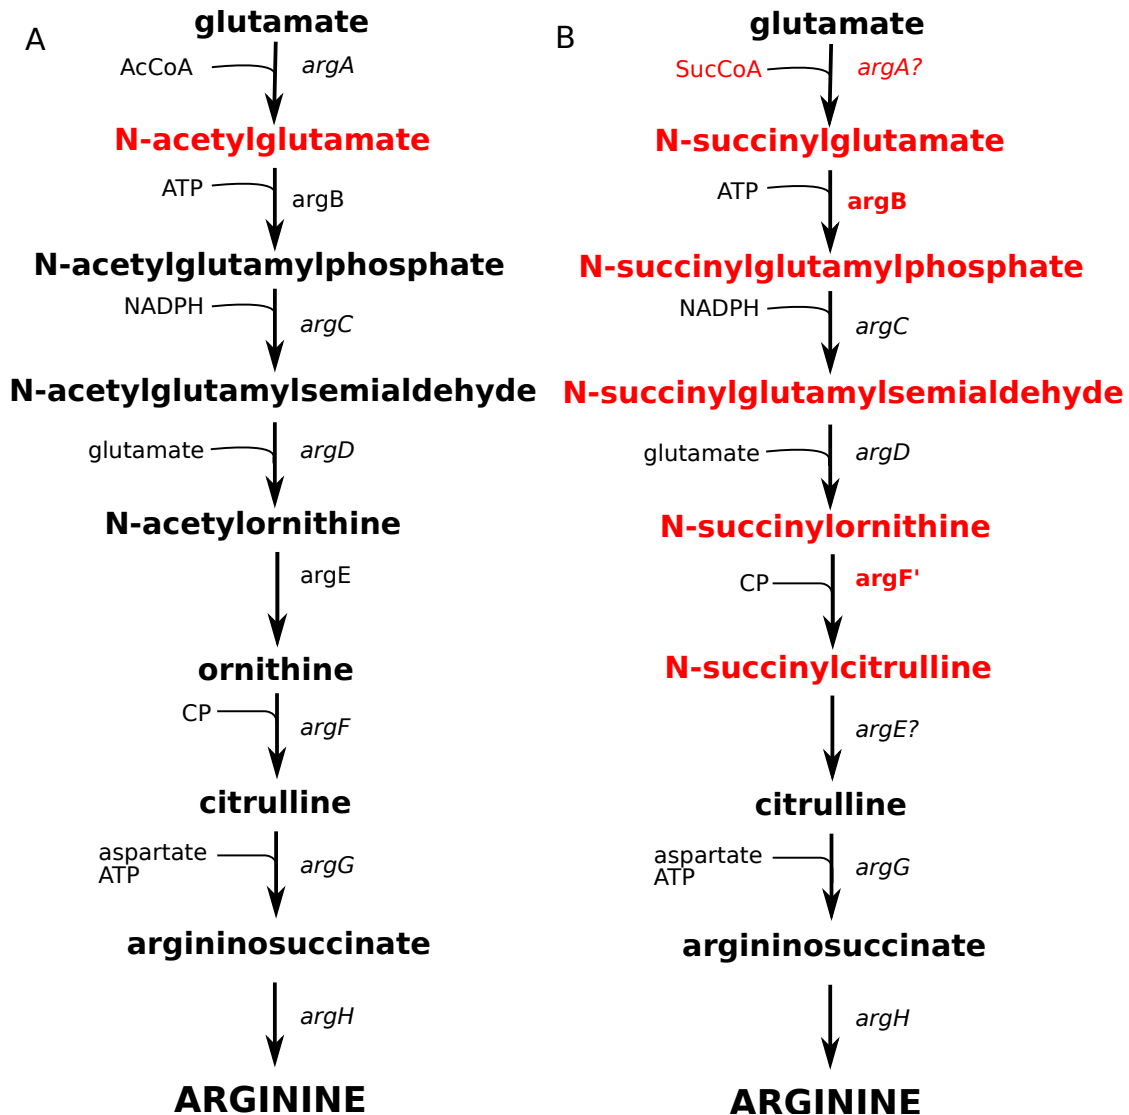 A
glutamate
AcCoA
argA
N-acetylglutamate
ATP
argB
N-acetylglutamylphosphate
NADPH
argC
N-acetylglutamylsemialdehyde
glutamate
argD
N-acetylornithine
argE
ornithine
CP
argF
citrulline
aspartate
ATP
argG
argininosuccinate
argH
ARGININE
B
glutamate
SucCoA
argA?
N-succinylglutamate
ATP
argB
N-succinylglutamylphosphate
NADPH
argC
N-succinylglutamylsemialdehyde
glutamate
argD
N-succinylornithine
CP
argF'
N-succinylcitrulline
argE?
citrulline
aspartate
ATP
argG
argininosuccinate
argH
ARGININE